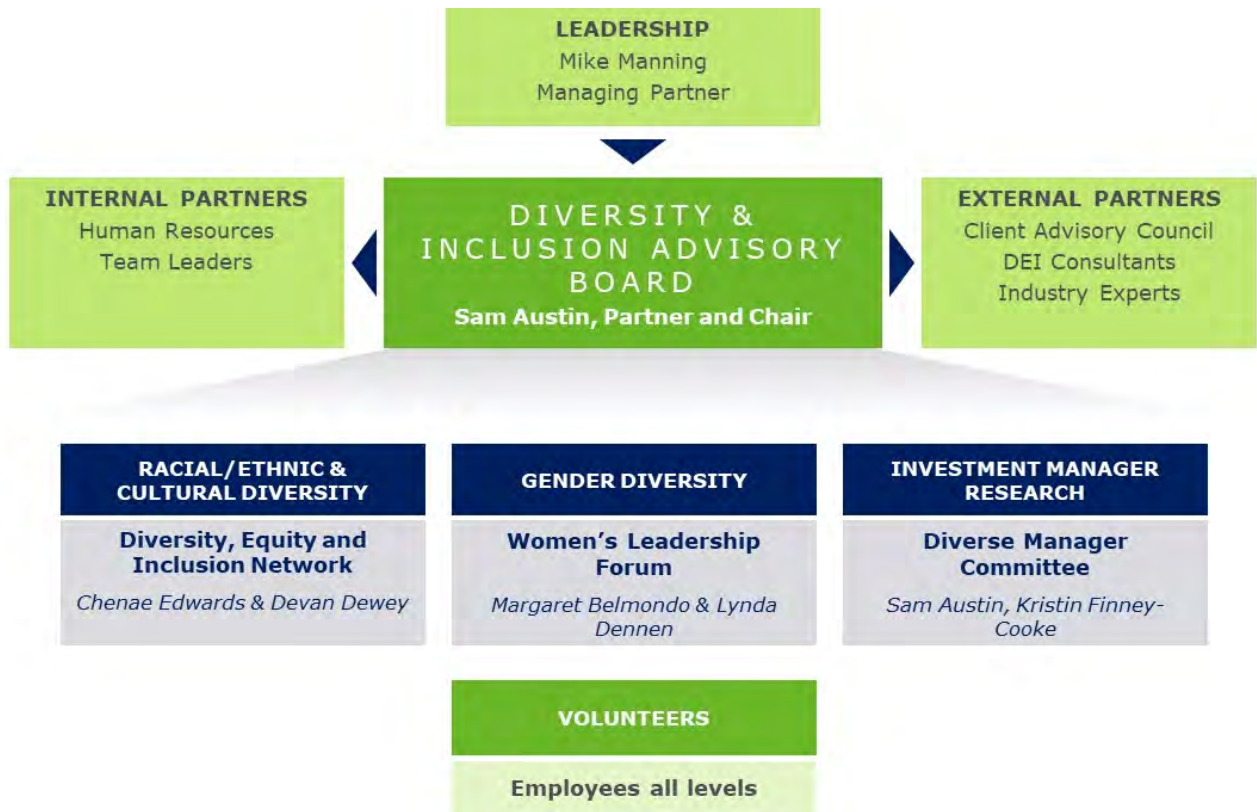 LEADERSHIP
Mike Manning
Managing Partner
INTERNAL PARTNERS
Human Resources
Team Leaders
DIVERSITY &
INCLUSION ADVISORY
BOARD
Sam Austin, Partner and Chair
EXTERNAL PARTNERS
Client Advisory Council
DEI Consultants
Industry Experts
RACIAL/ETHNIC &
CULTURAL DIVERSITY
Diversity, Equity and
Inclusion Network
Chenae Edwards & Devan Dewey
GENDER DIVERSITY
Women's Leadership
Forum
Margaret Belmondo & Lynda
Dennen
INVESTMENT MANAGER
RESEARCH
Diverse Manager
Committee
Sam Austin, Kristin Finney-
Cooke
VOLUNTEERS
Employees all levels